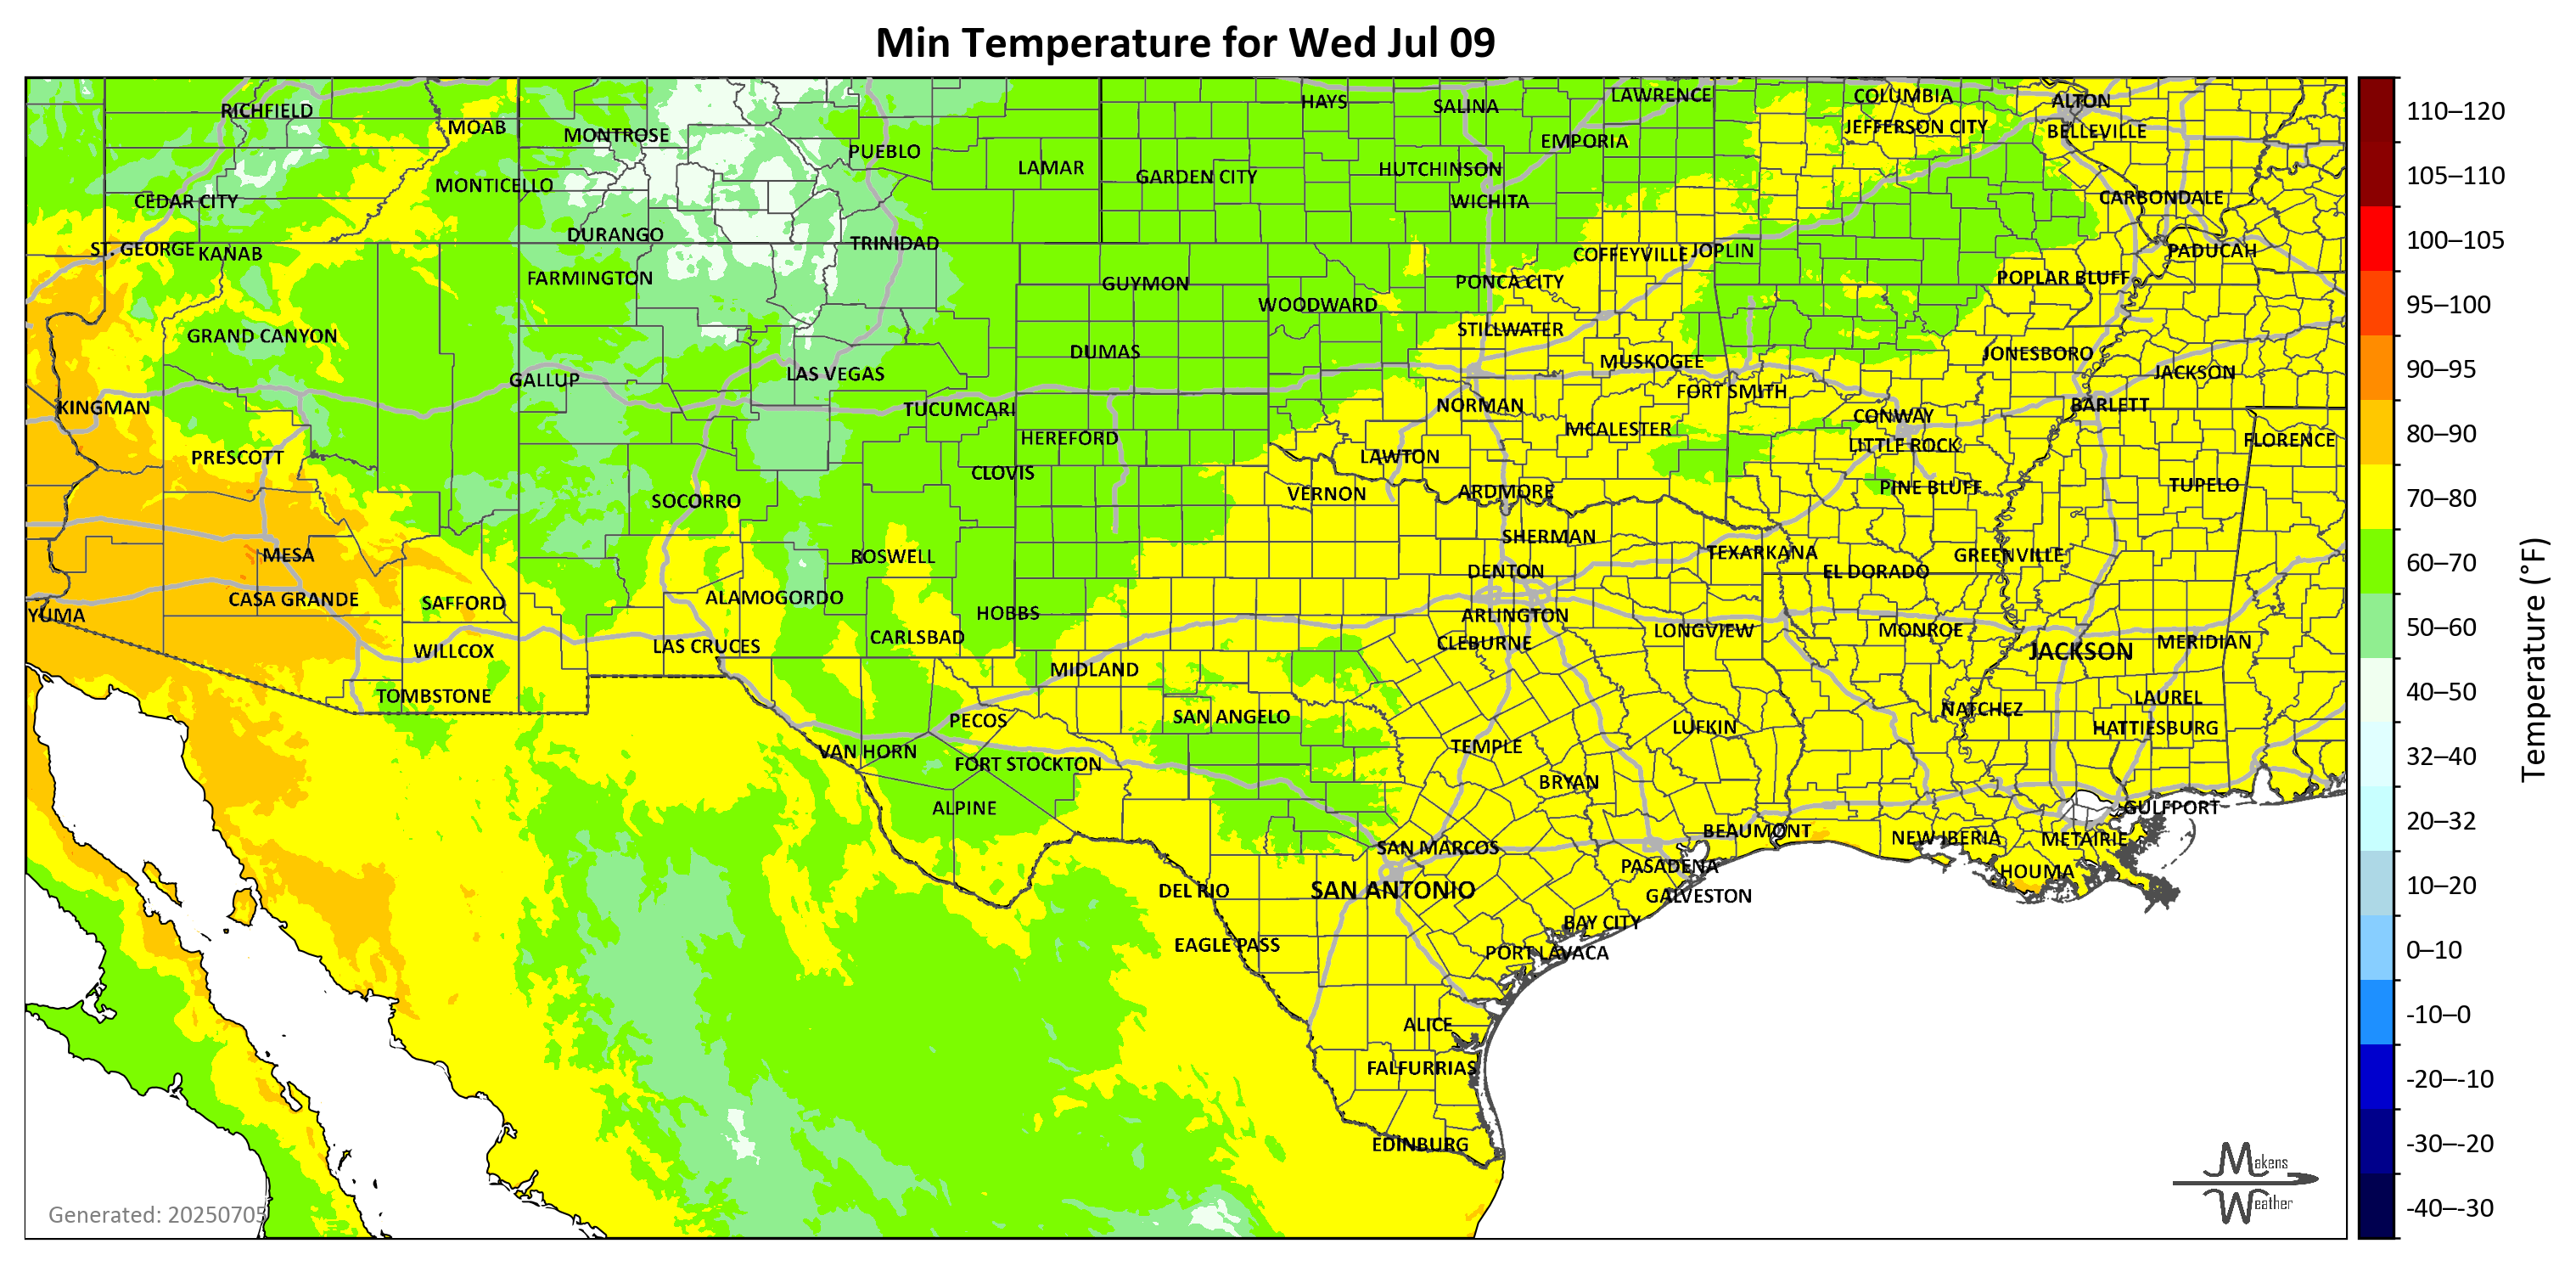 Min Temperature for Wed Jul 09
RICHFIELD
MOAB
MONTROSE
PUEBLO
LAMAR
HAYS
SALINA
LAWRENCE
COLUMBIA
ALTON
JEFFERSON CITY
BELLEVILLE
EMPORIA
GARDEN CITY
HUTCHINSON
CEDAR CITY
MONTICELLO
WICHITA
CARBONDALE
ST. GEORGE
KANAB
DURANGO
TRINIDAD
COFFEYVILLE
JOPLIN
PADUCAH
FARMINGTON
GUYMON
PONCA CITY
POPLAR BLUFF
WOODWARD
GRAND CANYON
STILLWATER
DUMAS
MUSKOGEE
JONESBORO
GALLUP
LAS VEGAS
FORT SMITH
JACKSON
KINGMAN
TUCUMCARI
NORMAN
CONWAY
BARLETT
HEREFORD
MCALESTER
LITTLE ROCK
FLORENCE
PRESCOTT
CLOVIS
LAWTON
SOCORRO
VERNON
ARDMORE
PINE BLUFF
TUPELO
MESA
ROSWELL
SHERMAN
TEXARKANA
GREENVILLE
CASA GRANDE
SAFFORD
ALAMOGORDO
DENTON
EL DORADO
YUMA
HOBBS
ARLINGTON
WILLCOX
LAS CRUCES
CARLSBAD
CLEBURNE
LONGVIEW
MONROE
JACKSON
MERIDIAN
TOMBSTONE
MIDLAND
PECOS
SAN ANGELO
NATCHEZ
LAUREL
LUFKIN
HATTIESBURG
VAN HORN
FORT STOCKTON
TEMPLE
BRYAN
ALPINE
GULFPORT
SAN MARCOS
BEAUMONT
NEW IBERIA
METAIRIE
DEL RIO
SAN ANTONIO
PASADENA
HOUMA
GALVESTON
EAGLE PASS
BAY CITY
PORT LAVACA
ALICE
FALFURRIAS
EDINBURG
Generated: 20250705
Makens
Weather
110–120
105–110
100–105
95–100
90–95
80–90
70–80
60–70
50–60
40–50
32–40
20–32
10–20
0–10
-10–0
-20–-10
-30–-20
-40–-30
Temperature (°F)